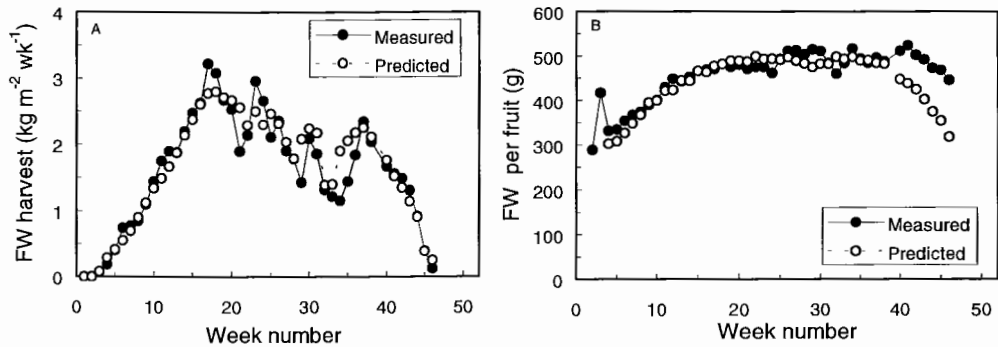 A
Measured
Predicted
FW harvest (kg m⁻² wk⁻¹)
4
3
2
1
0
0 10 20 30 40 50
Week number
B
Measured
Predicted
FW per fruit (g)
600
500
400
300
200
100
0
0 10 20 30 40 50
Week number